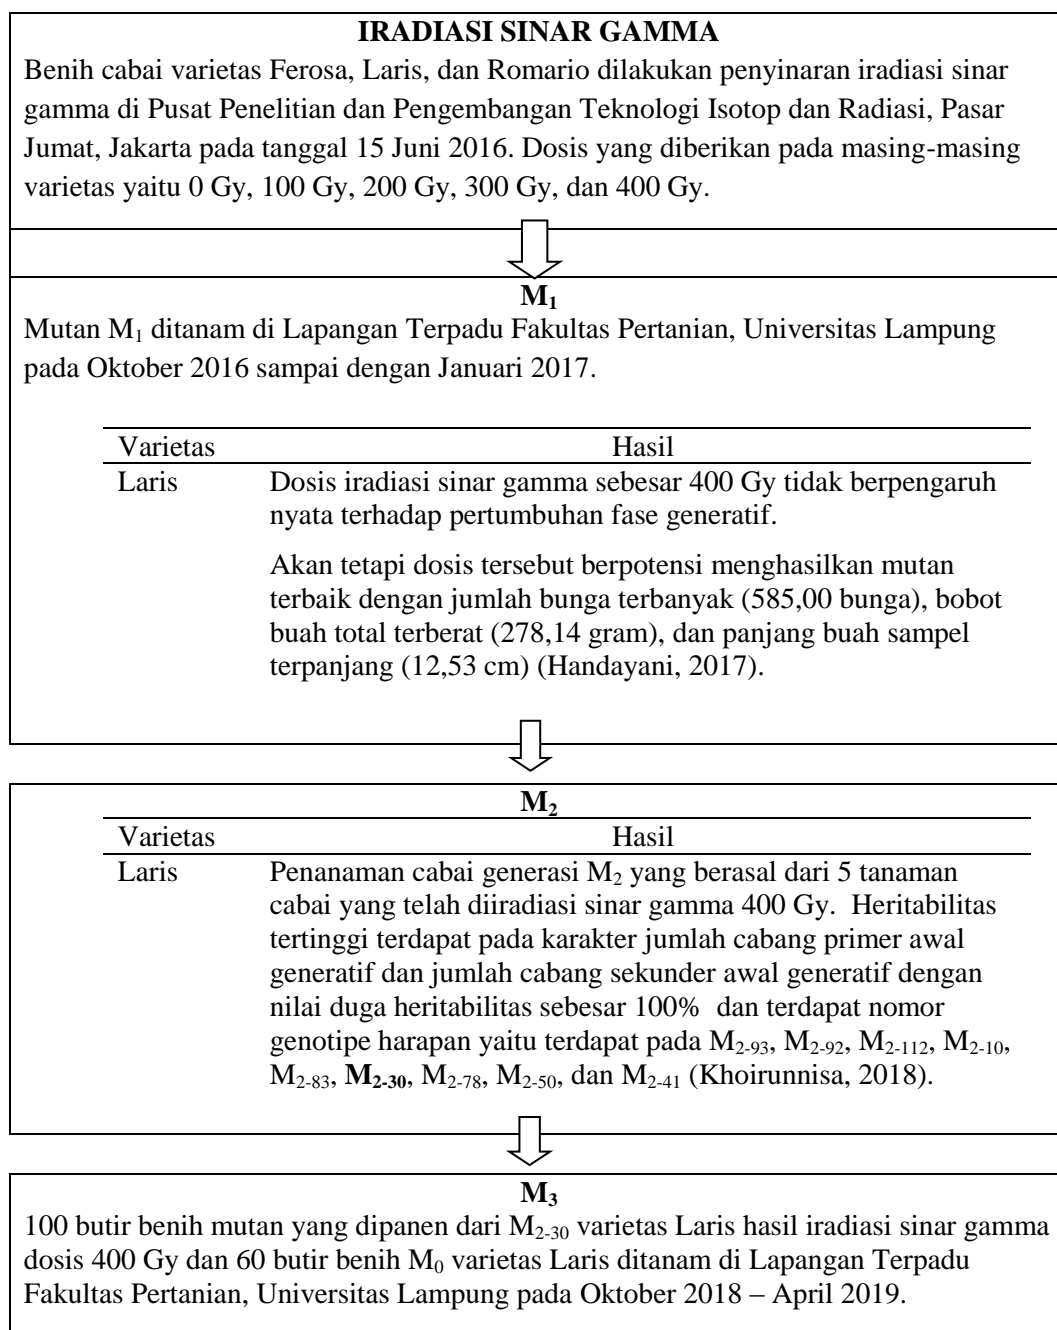 IRADIASI SINAR GAMMA
Benih cabai varietas Ferosa, Laris, dan Romario dilakukan penyinaran iradiasi sinar
gamma di Pusat Penelitian dan Pengembangan Teknologi Isotop dan Radiasi, Pasar
Jumat, Jakarta pada tanggal 15 Juni 2016. Dosis yang diberikan pada masing-masing
varietas yaitu 0 Gy, 100 Gy, 200 Gy, 300 Gy, dan 400 Gy.
M₁
Mutan M₁ ditanam di Lapangan Terpadu Fakultas Pertanian, Universitas Lampung
pada Oktober 2016 sampai dengan Januari 2017.
Varietas Hasil
Laris Dosis iradiasi sinar gamma sebesar 400 Gy tidak berpengaruh
nyata terhadap pertumbuhan fase generatif.
Akan tetapi dosis tersebut berpotensi menghasilkan mutan
terbaik dengan jumlah bunga terbanyak (585,00 bunga), bobot
buah total terberat (278,14 gram), dan panjang buah sampel
terpanjang (12,53 cm) (Handayani, 2017).
M₂
Varietas Hasil
Laris Penanaman cabai generasi M₂ yang berasal dari 5 tanaman
cabai yang telah diiradiasi sinar gamma 400 Gy. Heritabilitas
tertinggi terdapat pada karakter jumlah cabang primer awal
generatif dan jumlah cabang sekunder awal generatif dengan
nilai duga heritabilitas sebesar 100% dan terdapat nomor
genotipe harapan yaitu terdapat pada M₂₋₉₃, M₂₋₉₂, M₂₋₁₁₂, M₂₋₁₀,
M₂₋₈₃, M₂₋₃₀, M₂₋₇₈, M₂₋₅₀, dan M₂₋₄₁ (Khoirunnisa, 2018).
M₃
100 butir benih mutan yang dipanen dari M₂₋₃₀ varietas Laris hasil iradiasi sinar gamma
dosis 400 Gy dan 60 butir benih M₀ varietas Laris ditanam di Lapangan Terpadu
Fakultas Pertanian, Universitas Lampung pada Oktober 2018 – April 2019.